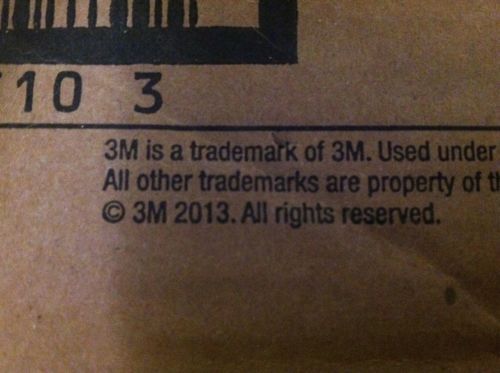 10 3
3M is a trademark of 3M. Used under
All other trademarks are property of
© 3M 2013. All rights reserved.